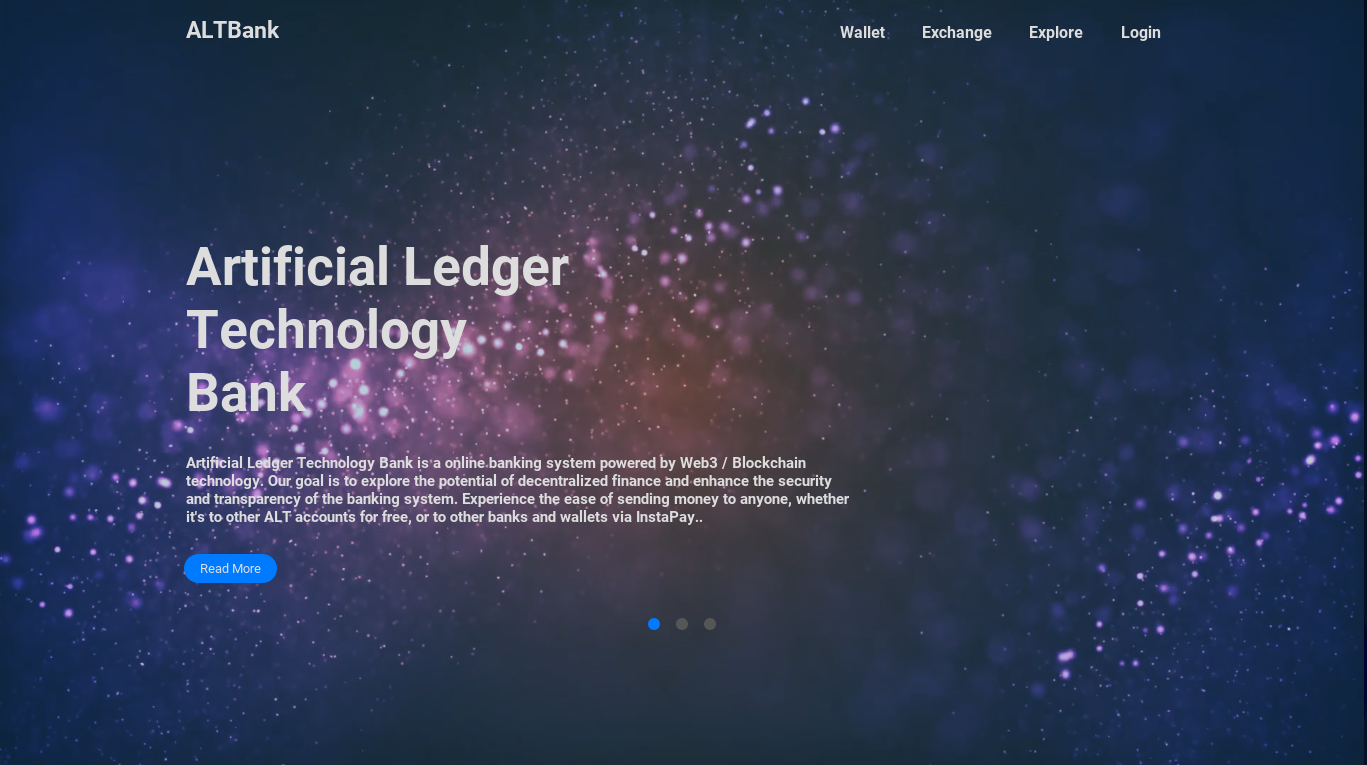 ALTBank
Wallet Exchange Explore Login
Artificial Ledger
Technology
Bank
Artificial Ledger Technology Bank is a online banking system powered by Web3 / Blockchain
technology. Our goal is to explore the potential of decentralized finance and enhance the security
and transparency of the banking system. Experience the ease of sending money to anyone, whether
it's to other ALT accounts for free, or to other banks and wallets via InstaPay..
Read More